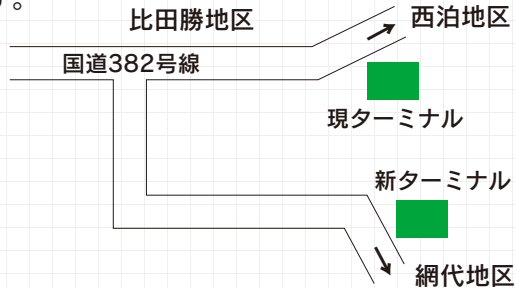 す。
比田勝地区
西泊地区
国道382号線
現ターミナル
新ターミナル
網代地区